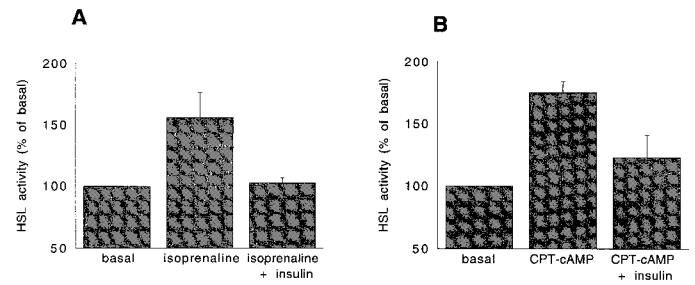 A
HSL activity (% of basal)
200
150
100
50
basal
isoprenaline
isoprenaline
+ insulin
B
HSL activity (% of basal)
200
150
100
50
basal
CPT-cAMP
CPT-cAMP
+ insulin